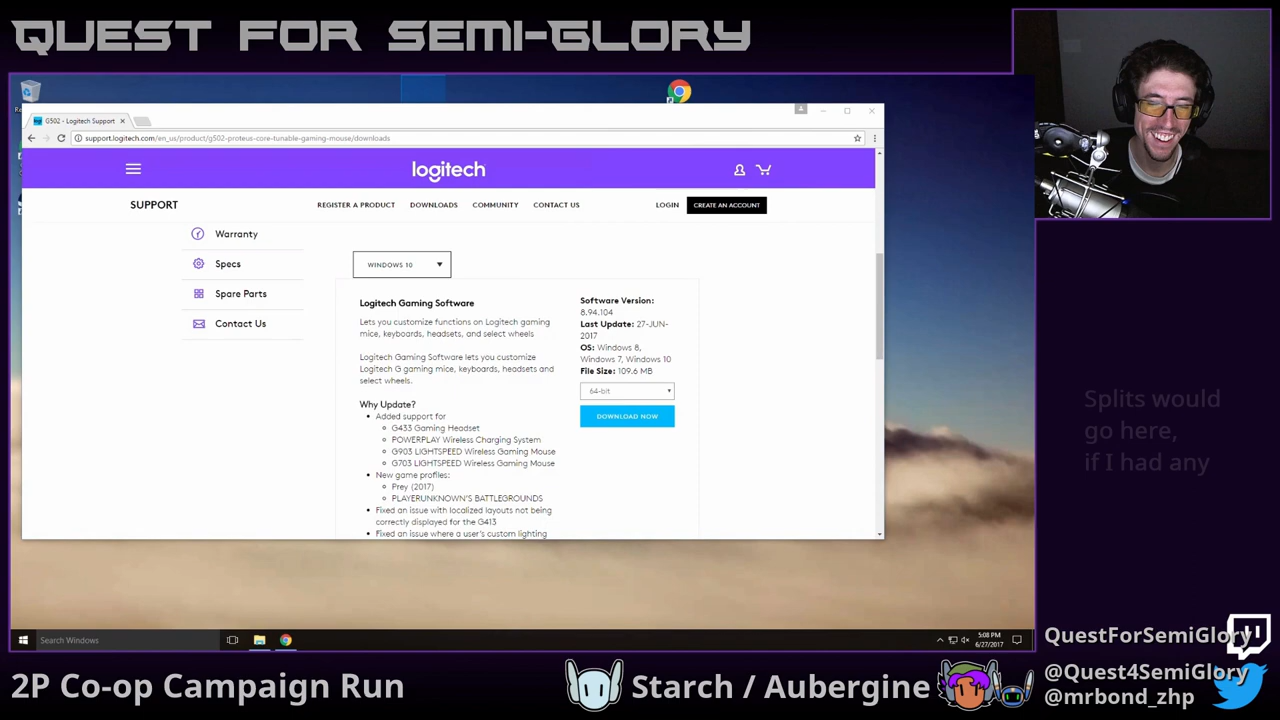 QUEST FOR SEMI-GLORY
G502 - Logitech Support
support.logitech.com/en_us/product/g502-proteus-core-tunable-gaming-mouse/downloads
logitech
SUPPORT
REGISTER A PRODUCT
DOWNLOADS
COMMUNITY
CONTACT US
LOGIN
CREATE AN ACCOUNT
Warranty
Specs
Spare Parts
Contact Us
WINDOWS 10
Logitech Gaming Software
Lets you customize functions on Logitech gaming
mice, keyboards, headsets, and select wheels
Logitech Gaming Software lets you customize
Logitech G gaming mice, keyboards, headsets and
select wheels.
Why Update?
Added support for
G433 Gaming Headset
POWERPLAY Wireless Charging System
G903 LIGHTSPEED Wireless Gaming Mouse
G703 LIGHTSPEED Wireless Gaming Mouse
New game profiles:
Prey (2017)
PLAYERUNKNOWN'S BATTLEGROUNDS
Fixed an issue with localized layouts not being
correctly displayed for the G413
Fixed an issue where a user's custom lighting
Software Version:
8.94.104
Last Update: 27-JUN-
2017
OS: Windows 8,
Windows 7, Windows 10
File Size: 109.6 MB
64-bit
DOWNLOAD NOW
Splits would
go here,
if I had any
Search Windows
5:08 PM
6/27/2017
2P Co-op Campaign Run
Starch / Aubergine
QuestForSemiGlory
@Quest4SemiGlory
@mrbond_zhp